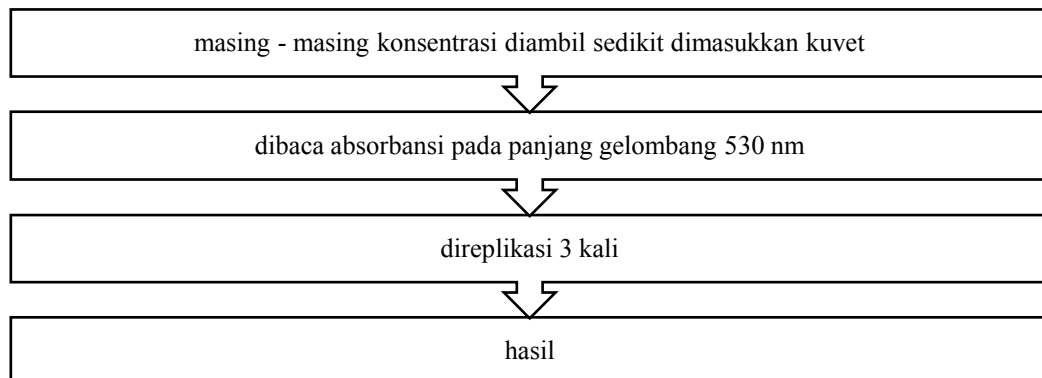 masing - masing konsentrasi diambil sedikit dimasukkan kuvet
dibaca absorbansi pada panjang gelombang 530 nm
direplikasi 3 kali
hasil